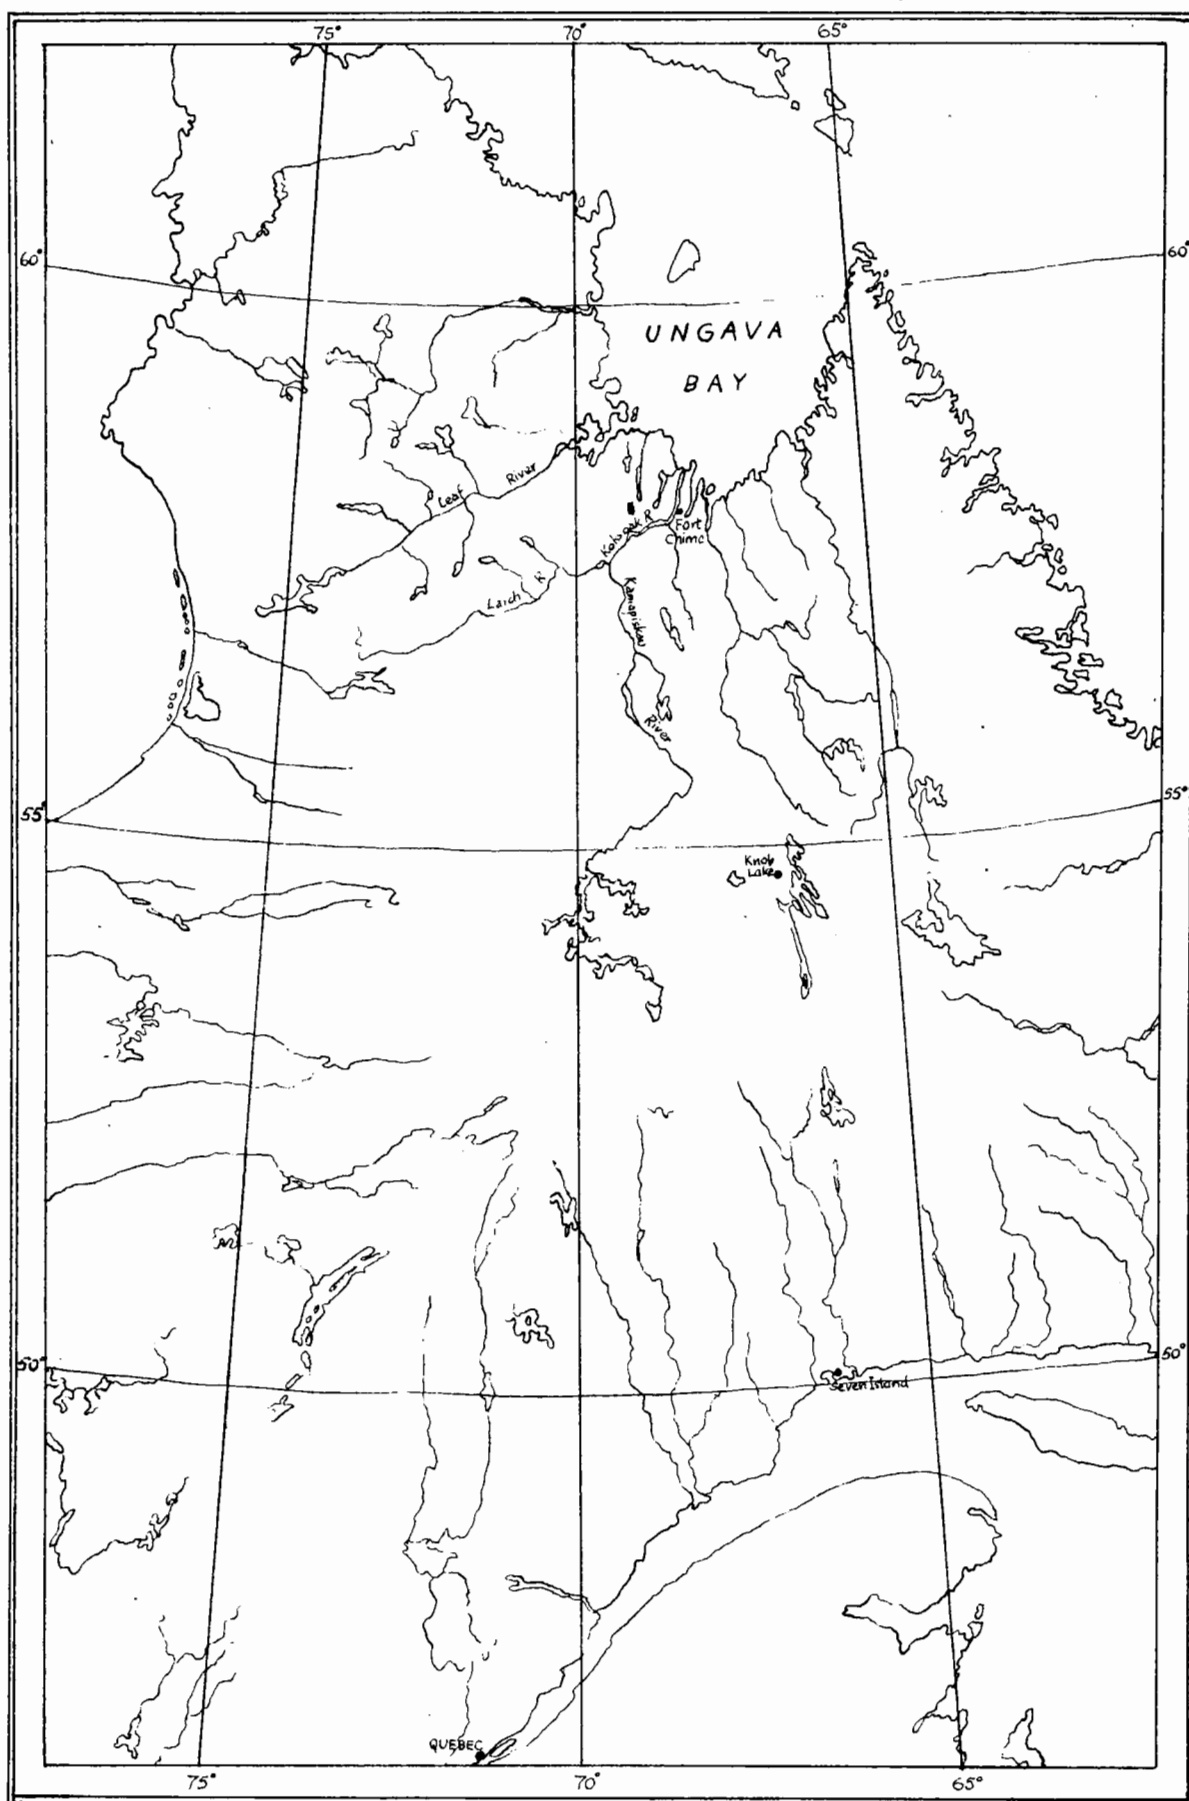 75°
70°
65°
60°
60°
UNGAVA
BAY
Leaf River
Koksoak R
Fort
Chimo
Larch R
Kaniapiskau
River
55°
55°
Knob
Lake
50°
50°
Seven Island
QUEBEC
75°
70°
65°